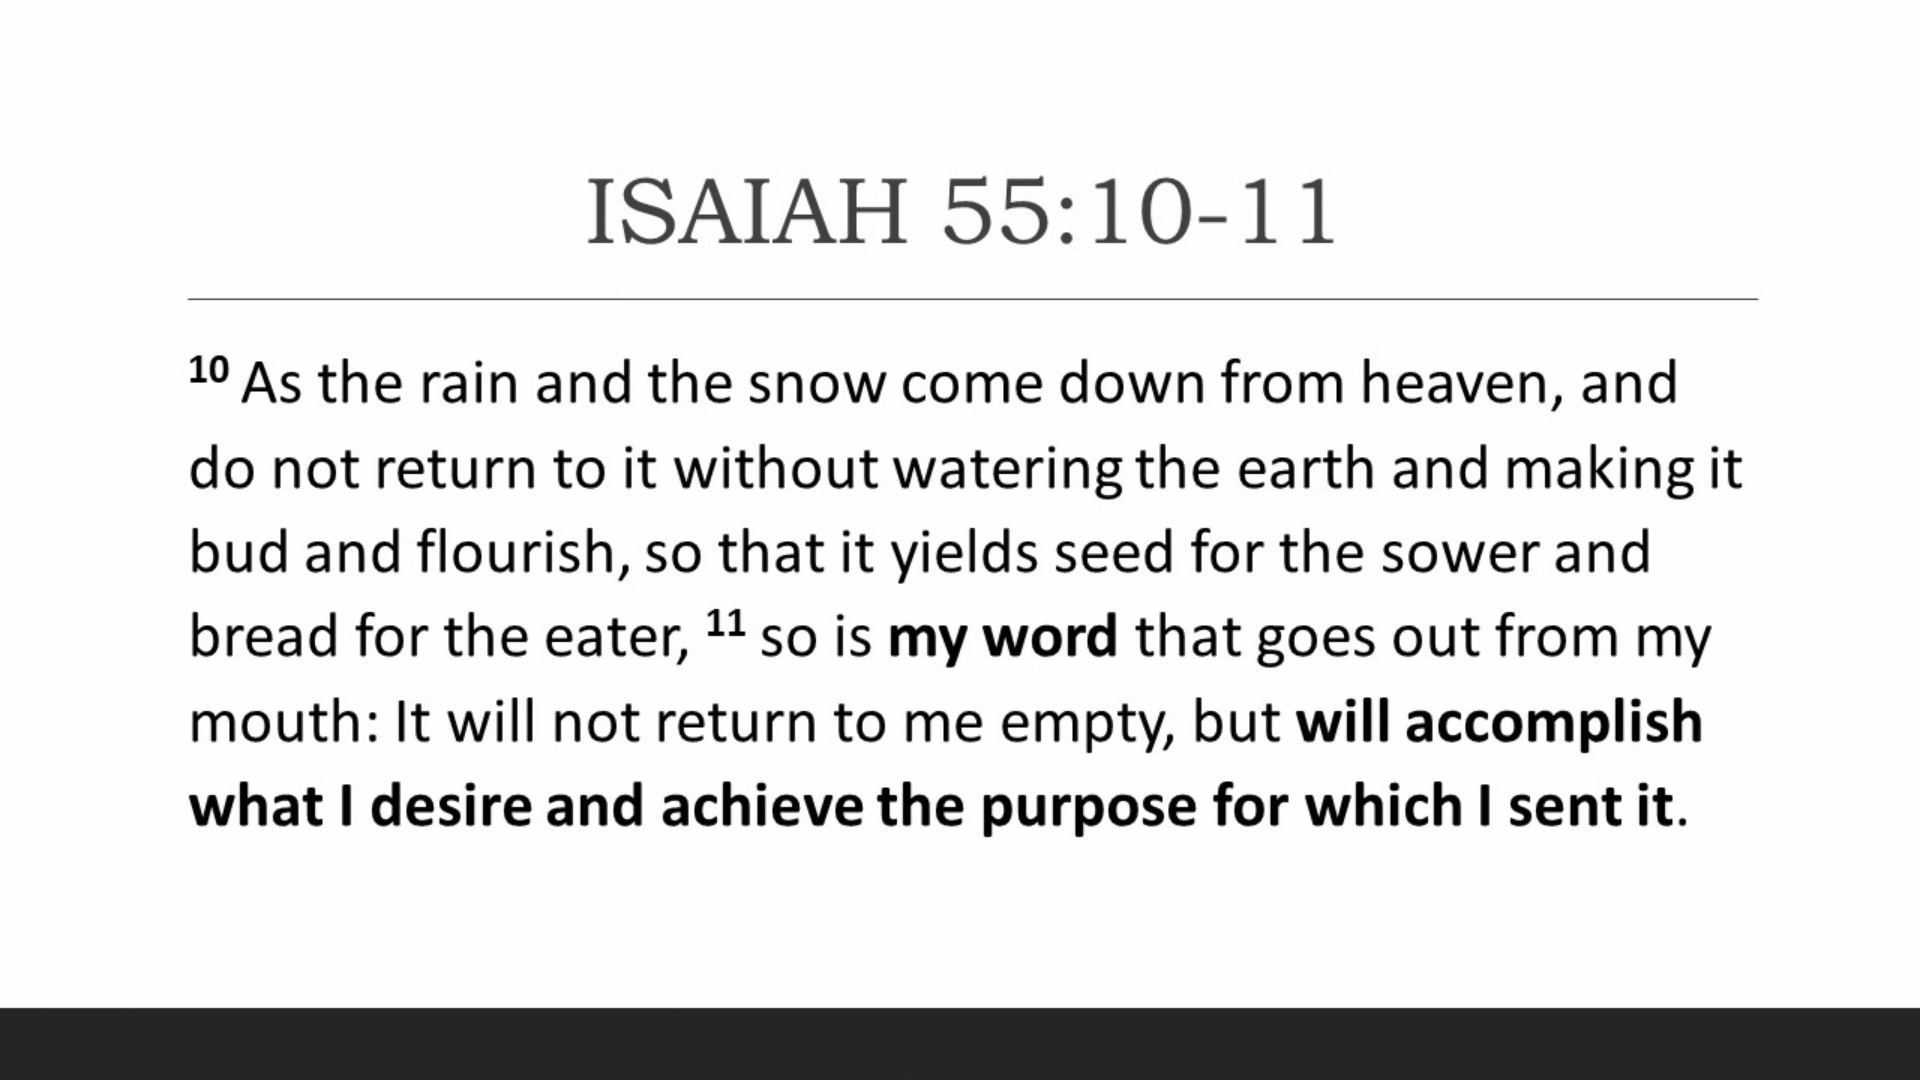 ISAIAH 55:10-11
10 As the rain and the snow come down from heaven, and
do not return to it without watering the earth and making it
bud and flourish, so that it yields seed for the sower and
bread for the eater, 11 so is my word that goes out from my
mouth: It will not return to me empty, but will accomplish
what I desire and achieve the purpose for which I sent it.